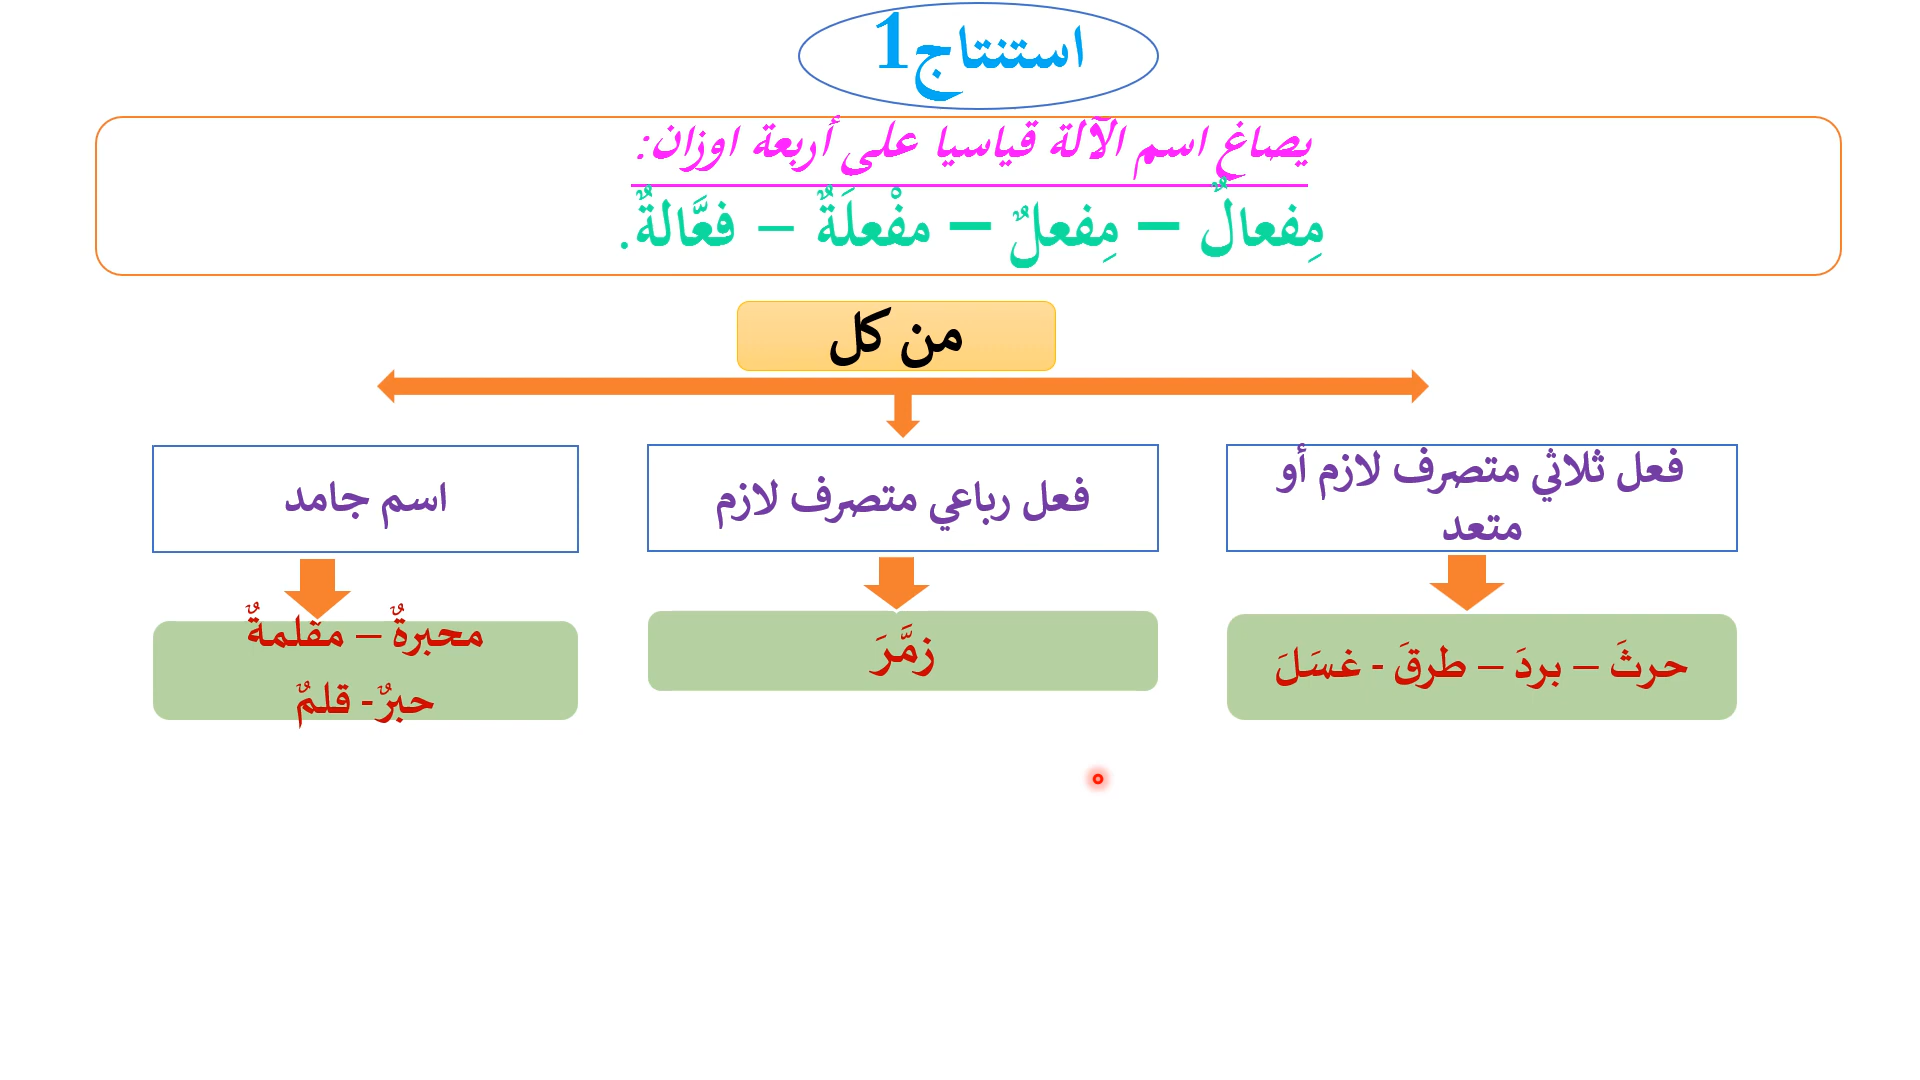 استنتاج1
يصاغ اسم الآلة قياسيا على أربعة اوزان:
مِفعالٌ – مِفعلٌ – مفْعلَةٌ – فعَّالةٌ.
من كل
فعل ثلاثي متصرف لازم أو
متعد
فعل رباعي متصرف لازم
اسم جامد
حرثَ – بردَ – طرقَ - غسَلَ
زمَّرَ
محبرةٌ – مقلمةٌ
حبرٌ- قلمٌ